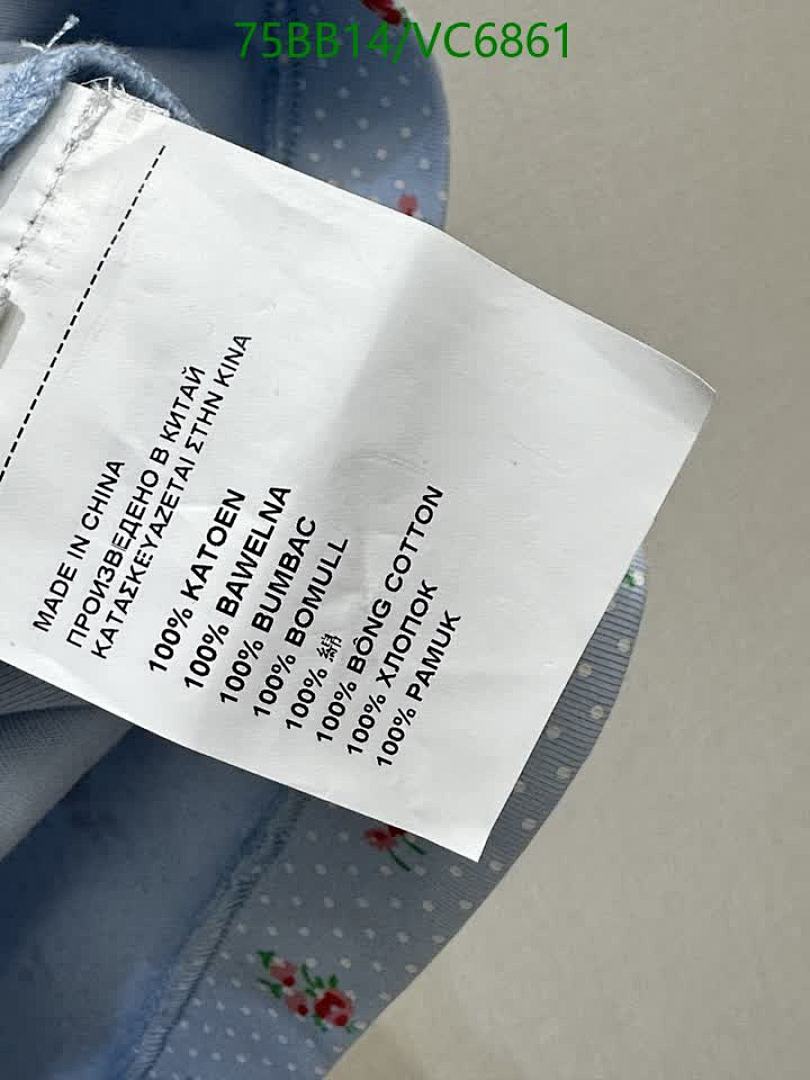 75BB14/VC6861
MADE IN CHINA
ПРОИЗВЕДЕНО В КИТАЙ
ΚΑΤΑΣΚΕΥΑΖΕΤΑΙ ΣΤΗΝ ΚΙΝΑ
100% KATOEN
100% BAWELNA
100% BUMBAC
100% BOMULL
100% 綿
100% BÔNG COTTON
100% ХЛОПОК
100% PAMUK